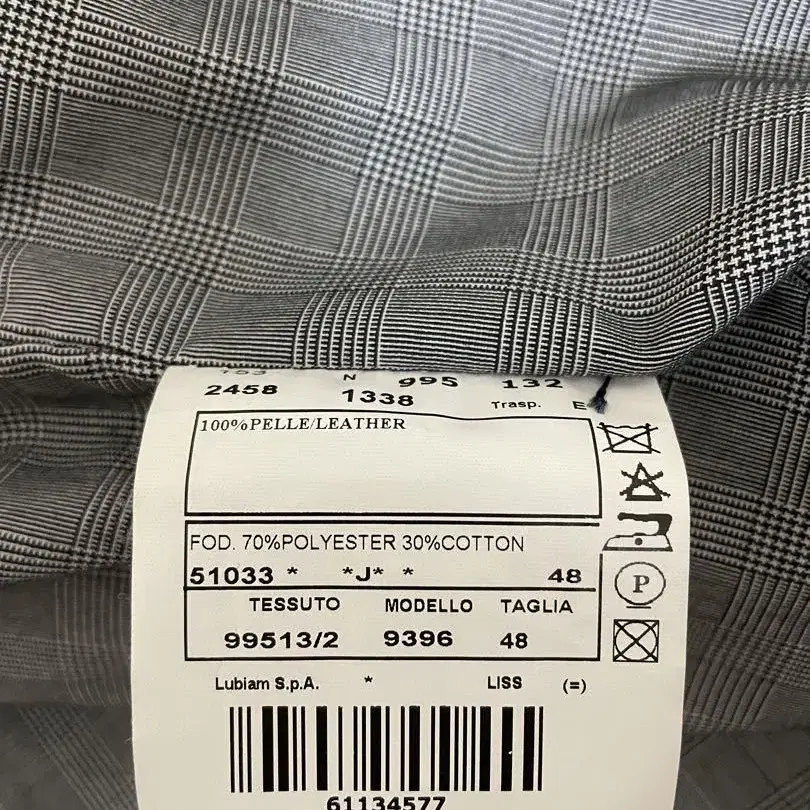 153 N 995 132
2458 1338 Trasp. E
100%PELLE/LEATHER
FOD. 70%POLYESTER 30%COTTON
51033 * *J* * 48
TESSUTO MODELLO TAGLIA
99513/2 9396 48
P
Lubiam S.p.A. * LISS (=)
61134577